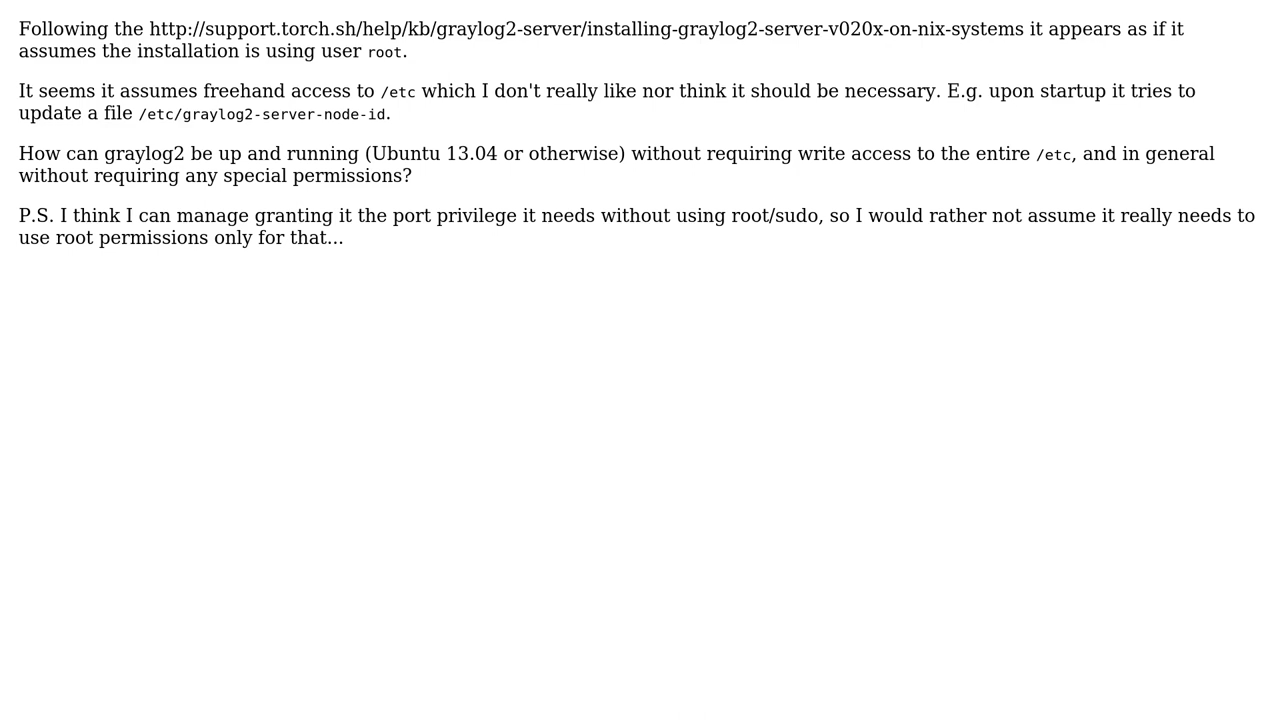 Following the http://support.torch.sh/help/kb/graylog2-server/installing-graylog2-server-v020x-on-nix-systems it appears as if it
assumes the installation is using user root.
It seems it assumes freehand access to /etc which I don't really like nor think it should be necessary. E.g. upon startup it tries to
update a file /etc/graylog2-server-node-id.
How can graylog2 be up and running (Ubuntu 13.04 or otherwise) without requiring write access to the entire /etc, and in general
without requiring any special permissions?
P.S. I think I can manage granting it the port privilege it needs without using root/sudo, so I would rather not assume it really needs to
use root permissions only for that...